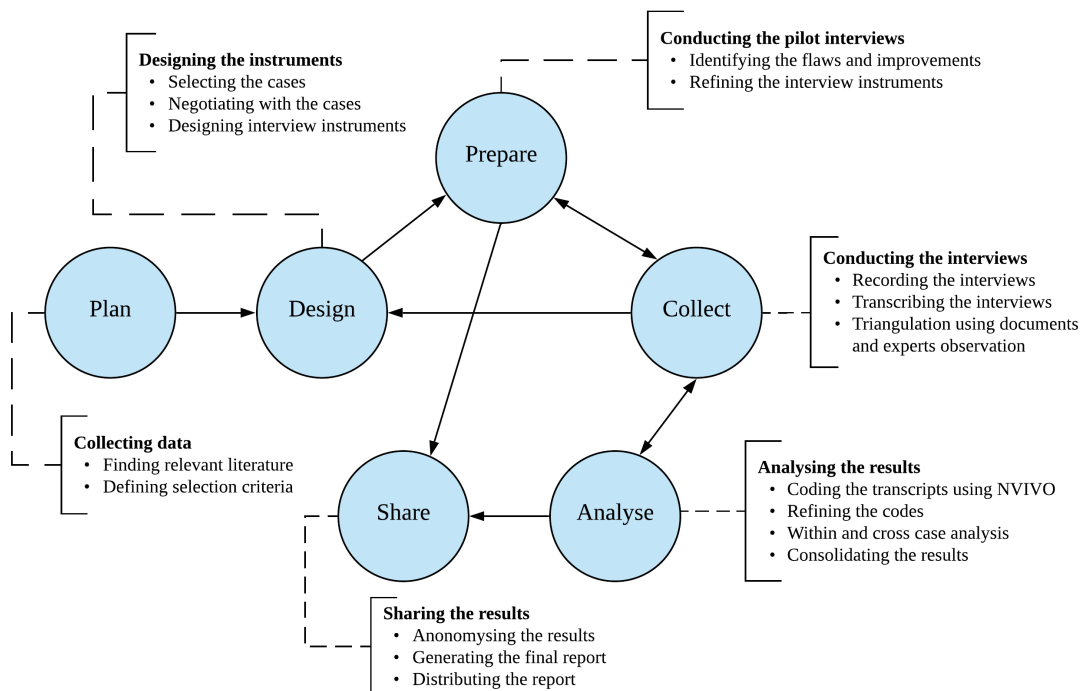 Designing the instruments
• Selecting the cases
• Negotiating with the cases
• Designing interview instruments
Conducting the pilot interviews
• Identifying the flaws and improvements
• Refining the interview instruments
Prepare
Plan
Design
Collect
Conducting the interviews
• Recording the interviews
• Transcribing the interviews
• Triangulation using documents
and experts observation
Collecting data
• Finding relevant literature
• Defining selection criteria
Share
Analyse
Analysing the results
• Coding the transcripts using NVIVO
• Refining the codes
• Within and cross case analysis
• Consolidating the results
Sharing the results
• Anonomysing the results
• Generating the final report
• Distributing the report